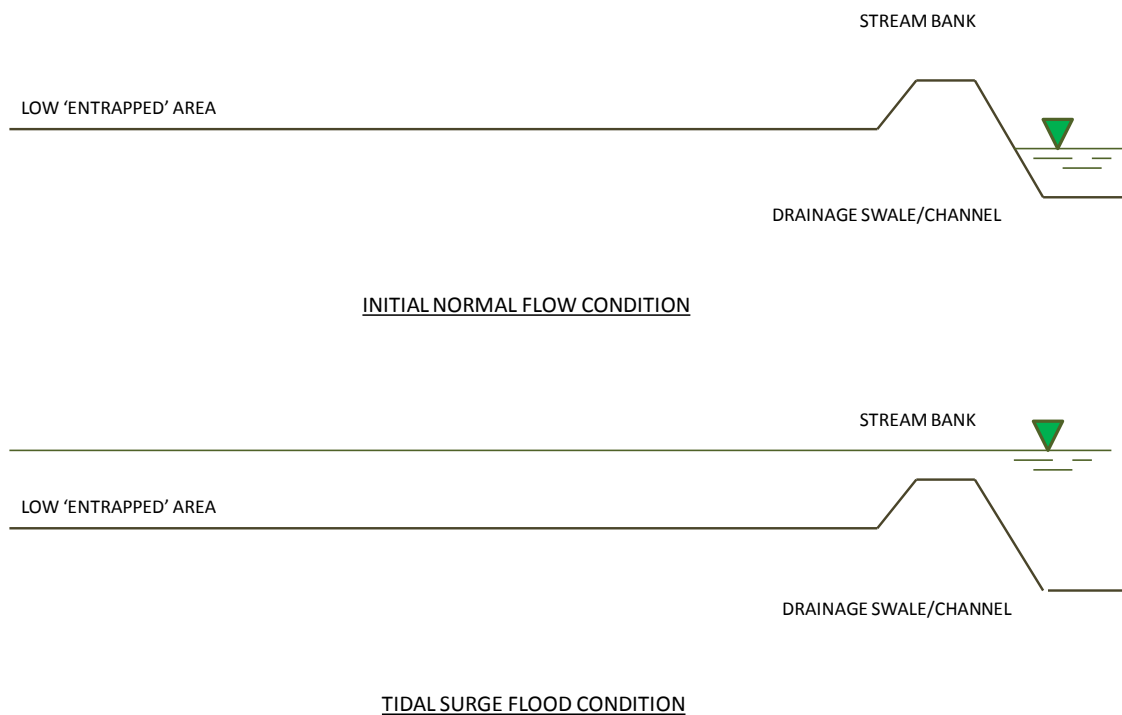 STREAM BANK
LOW ‘ENTRAPPED’ AREA
DRAINAGE SWALE/CHANNEL
INITIAL NORMAL FLOW CONDITION
STREAM BANK
LOW ‘ENTRAPPED’ AREA
DRAINAGE SWALE/CHANNEL
TIDAL SURGE FLOOD CONDITION